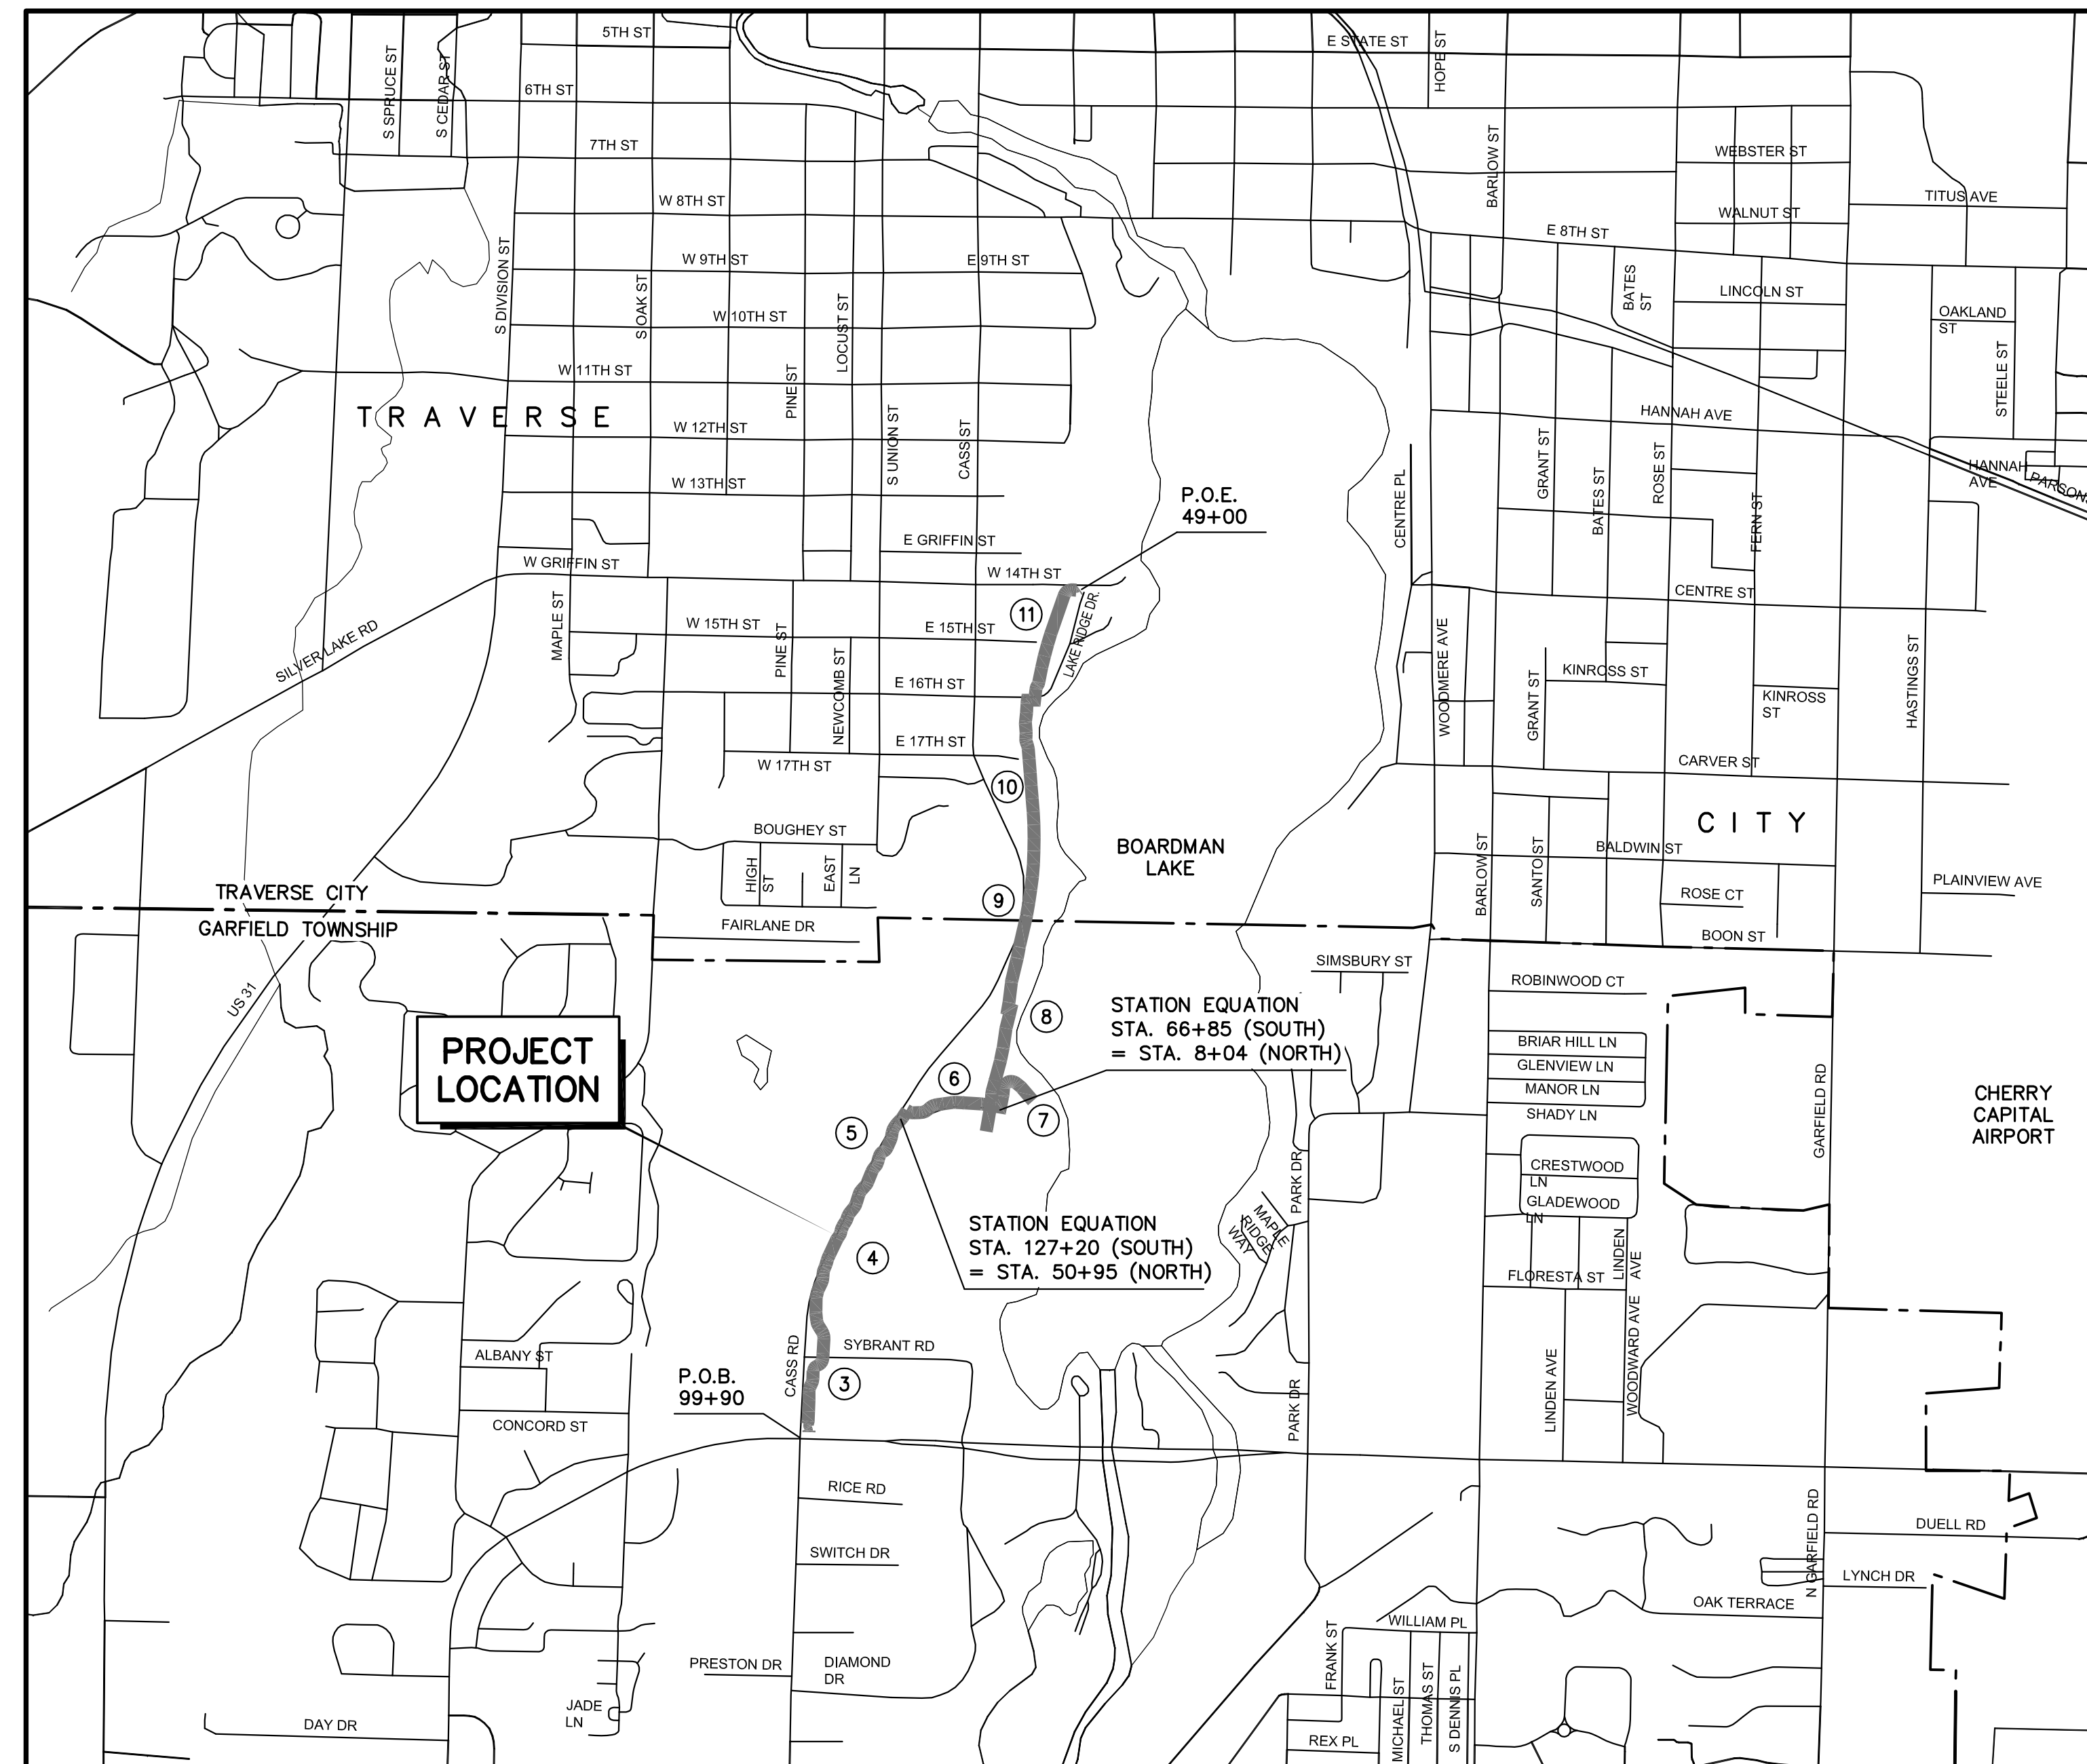 5TH ST
E STATE ST
HOPE ST
S SPRUCE ST
S CEDAR ST
6TH ST
7TH ST
BARLOW ST
WEBSTER ST
W 8TH ST
TITUS AVE
WALNUT ST
E 8TH ST
S DIVISION ST
W 9TH ST
E 9TH ST
S OAK ST
LOCUST ST
BATES
ST
LINCOLN ST
W 10TH ST
OAKLAND
ST
STEELE ST
W 11TH ST
PINE ST
TRAVERSE
HANNAH AVE
W 12TH ST
S UNION ST
CASS ST
GRANT ST
BATES ST
ROSE ST
HANNAH
AVE
PARSONS
W 13TH ST
P.O.E.
49+00
CENTRE PL
FERN ST
E GRIFFIN ST
W GRIFFIN ST
W 14TH ST
CENTRE ST
MAPLE ST
11
LAKE RIDGE DR.
W 15TH ST
PINE ST
E 15TH ST
SILVER LAKE RD
WOODMERE AVE
HASTINGS ST
NEWCOMB ST
E 16TH ST
GRANT ST
KINROSS ST
KINROSS
ST
E 17TH ST
W 17TH ST
CARVER ST
10
BOUGHEY ST
BOARDMAN
LAKE
CITY
BALDWIN ST
HIGH
ST
EAST
LN
BARLOW ST
SANTO ST
TRAVERSE CITY
GARFIELD TOWNSHIP
9
ROSE CT
PLAINVIEW AVE
FAIRLANE DR
BOON ST
SIMSBURY ST
US 31
ROBINWOOD CT
8
STATION EQUATION
STA. 66+85 (SOUTH)
= STA. 8+04 (NORTH)
PROJECT
LOCATION
BRIAR HILL LN
GLENVIEW LN
MANOR LN
SHADY LN
GARFIELD RD
CHERRY
CAPITAL
AIRPORT
6
7
5
CRESTWOOD
LN
GLADEWOOD
LN
PARK DR
MAPLE
RIDGE
WAY
STATION EQUATION
STA. 127+20 (SOUTH)
= STA. 50+95 (NORTH)
4
LINDEN
AVE
FLORESTA ST
CASS RD
SYBRANT RD
ALBANY ST
P.O.B.
99+90
3
LINDEN AVE
WOODWARD AVE
PARK DR
CONCORD ST
RICE RD
DUELL RD
SWITCH DR
N GARFIELD RD
LYNCH DR
OAK TERRACE
WILLIAM PL
FRANK ST
PRESTON DR
DIAMOND
DR
MICHAEL ST
THOMAS ST
S DENNIS PL
JADE
LN
DAY DR
REX PL